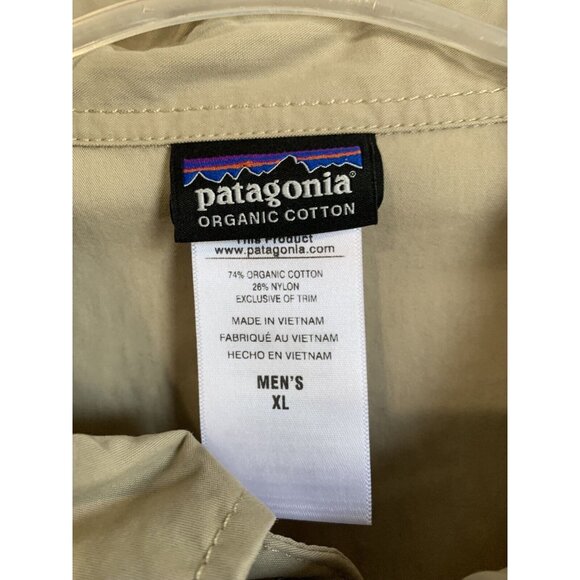 patagonia®
ORGANIC COTTON
This Product
www.patagonia.com
74% ORGANIC COTTON
26% NYLON
EXCLUSIVE OF TRIM
MADE IN VIETNAM
FABRIQUÉ AU VIETNAM
HECHO EN VIETNAM
MEN'S
XL